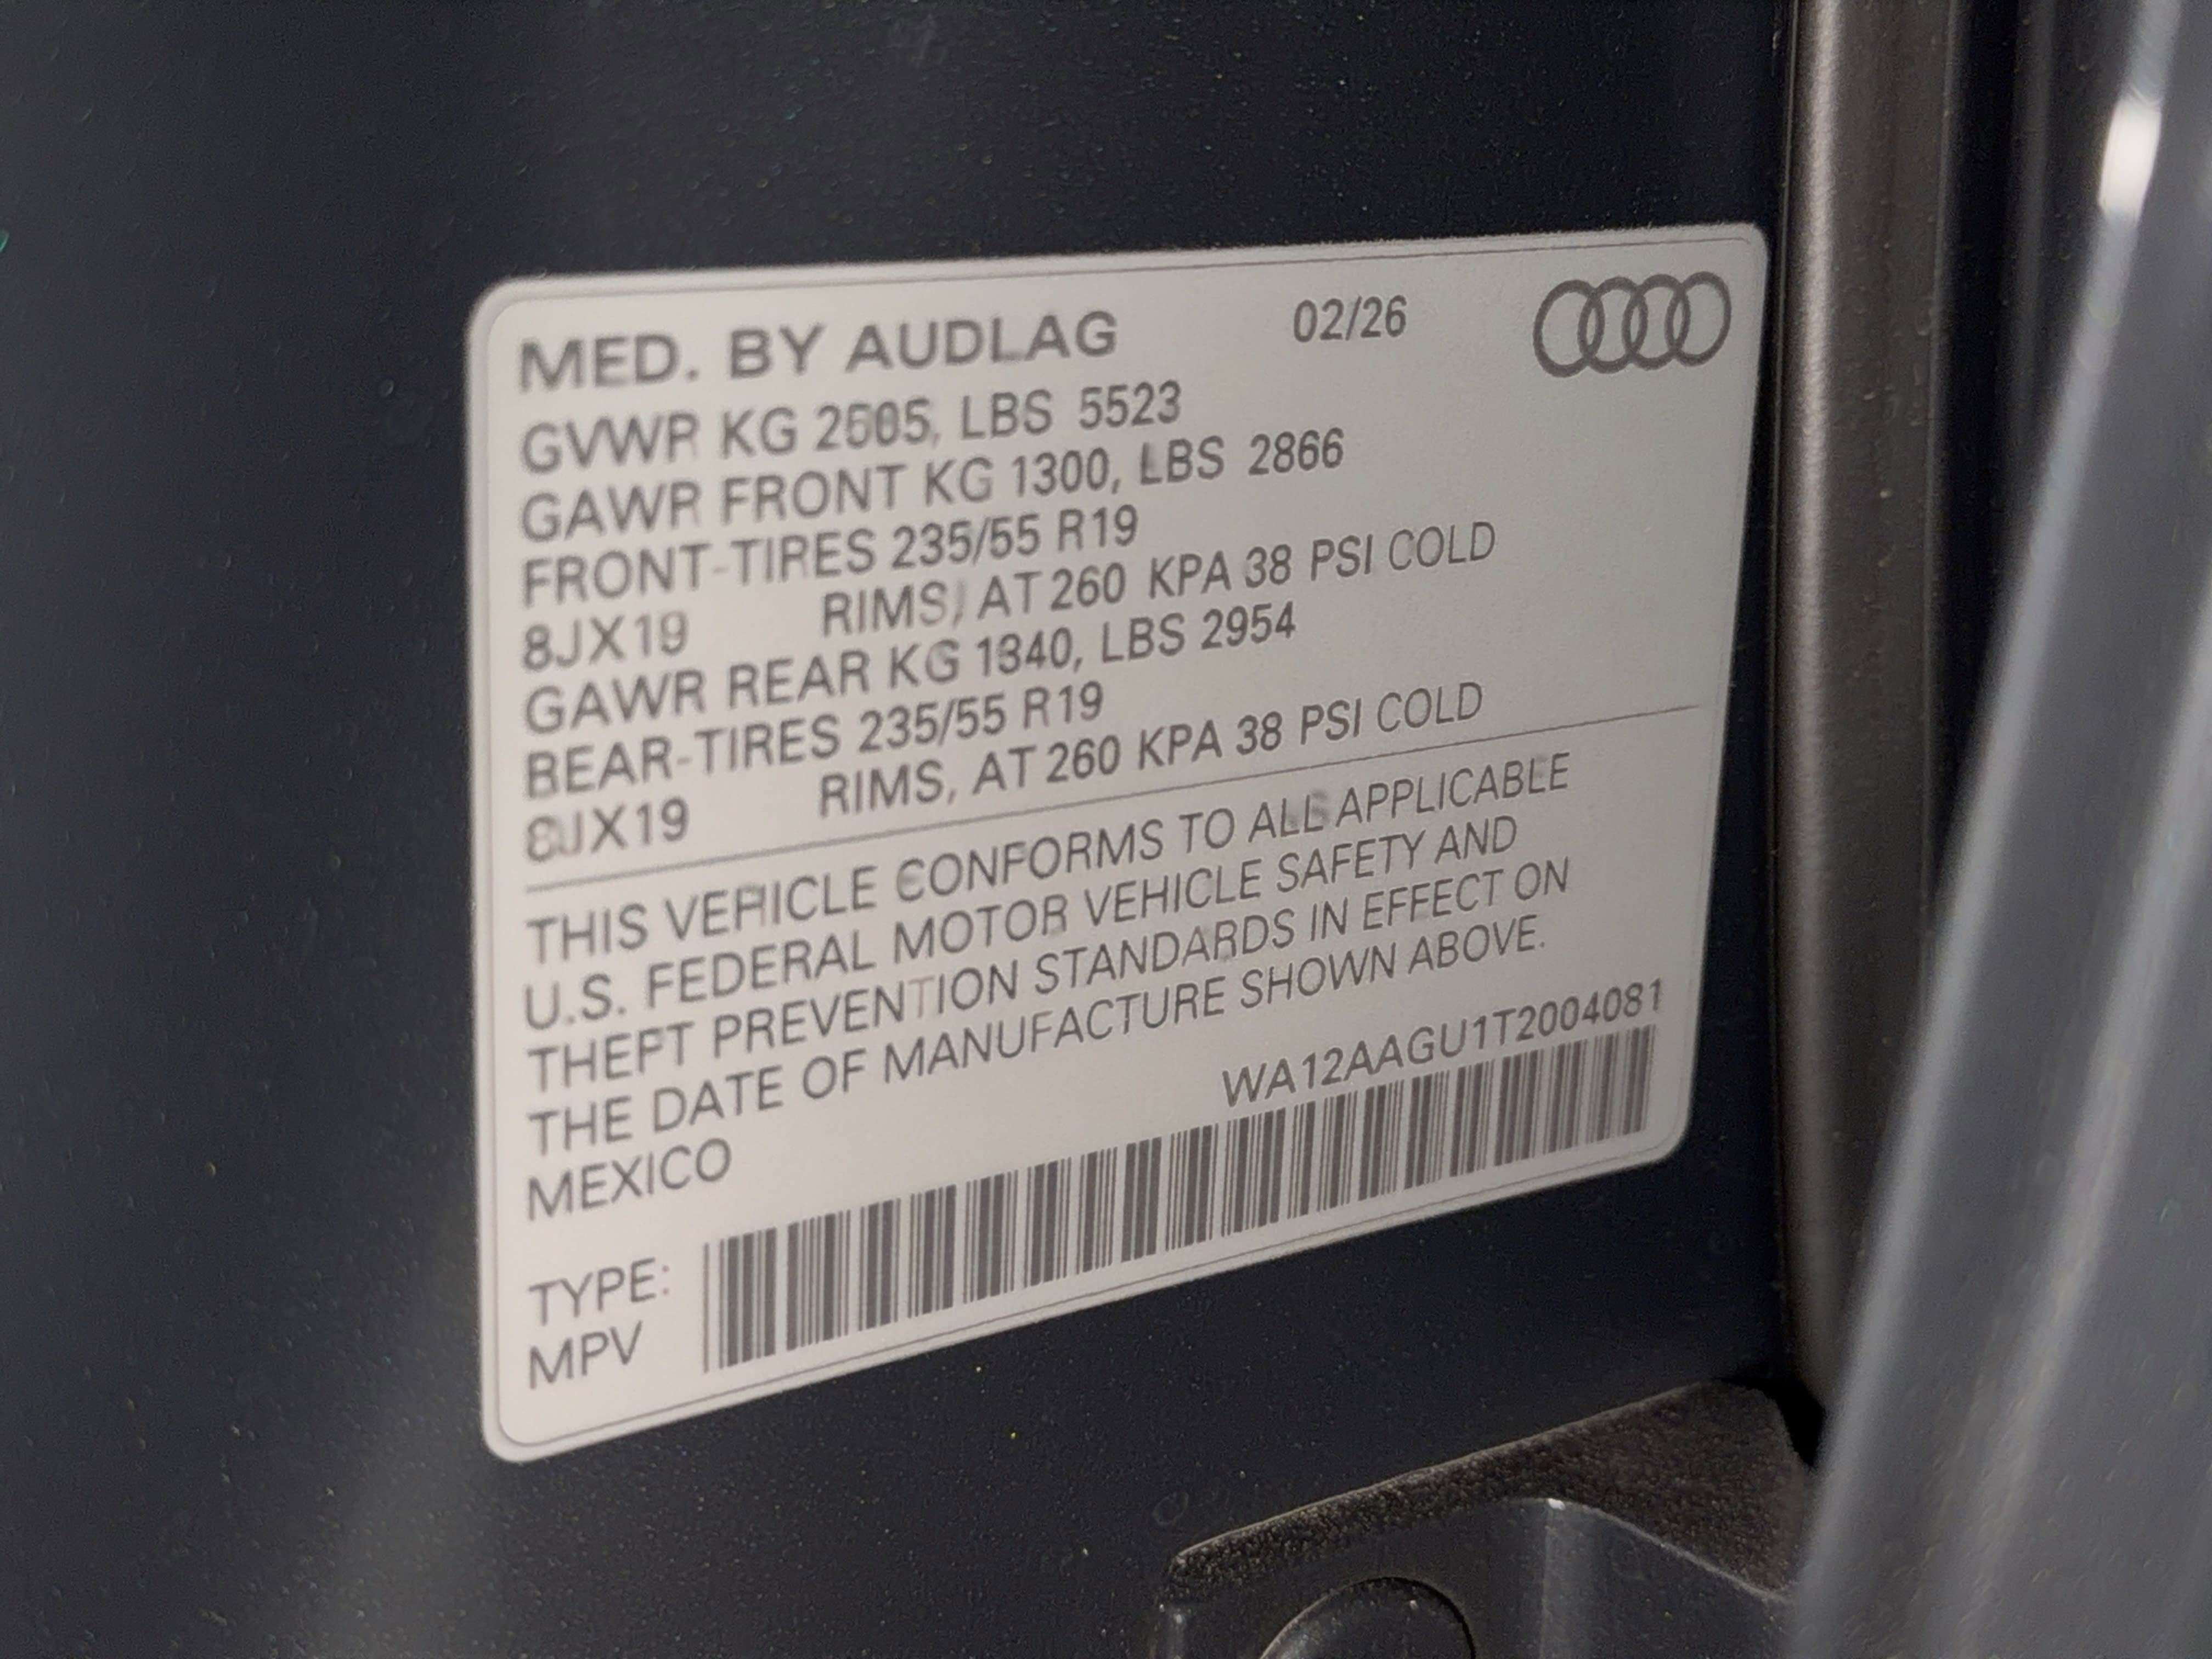 MED. BY AUDLAG 02/26
GVWR KG 2505, LBS 5523
GAWR FRONT KG 1300, LBS 2866
FRONT-TIRES 235/55 R19
8JX19 RIMS, AT 260 KPA 38 PSI COLD
GAWR REAR KG 1340, LBS 2954
BEAR-TIRES 235/55 R19
8JX19 RIMS, AT 260 KPA 38 PSI COLD
THIS VEHICLE CONFORMS TO ALL APPLICABLE
U.S. FEDERAL MOTOR VEHICLE SAFETY AND
THEFT PREVENTION STANDARDS IN EFFECT ON
THE DATE OF MANUFACTURE SHOWN ABOVE.
MEXICO
WA12AAGU1T2004081
TYPE:
MPV